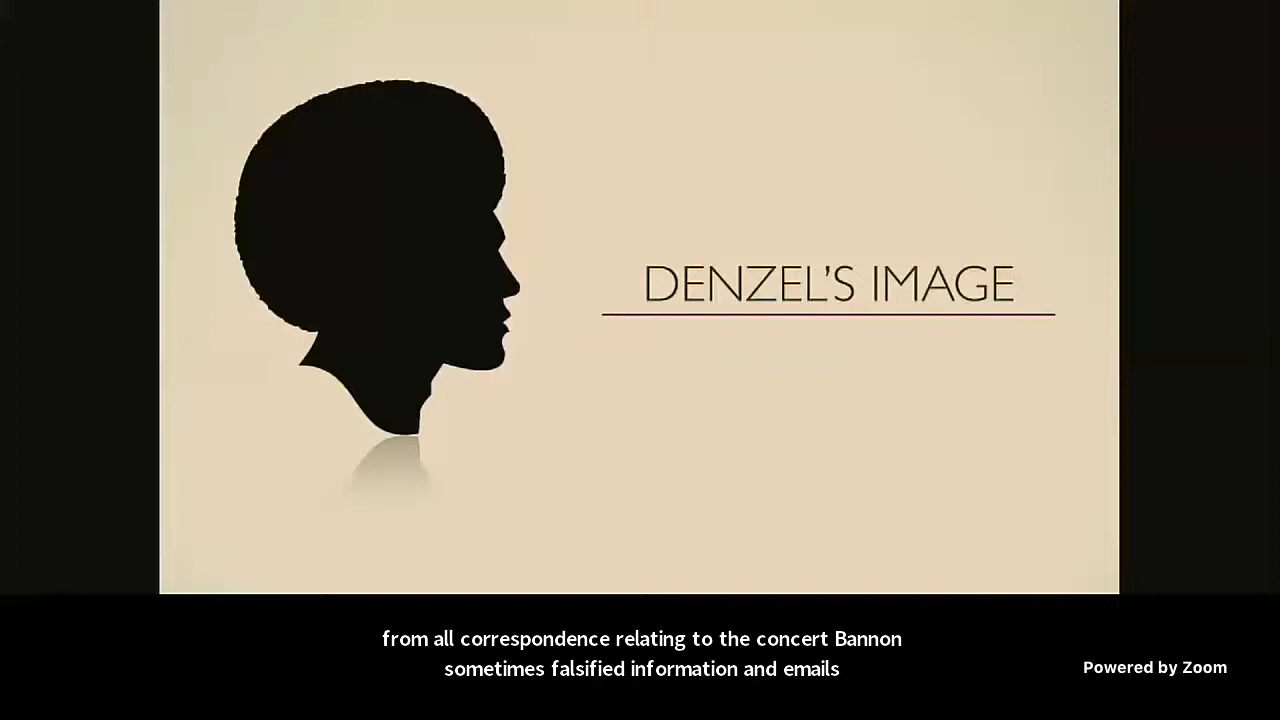 DENZEL'S IMAGE
from all correspondence relating to the concert Bannon
sometimes falsified information and emails
Powered by Zoom